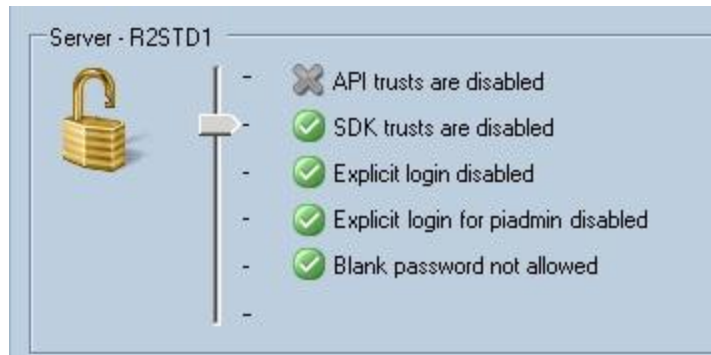 Server - R2STD1
API trusts are disabled
SDK trusts are disabled
Explicit login disabled
Explicit login for piadmin disabled
Blank password not allowed